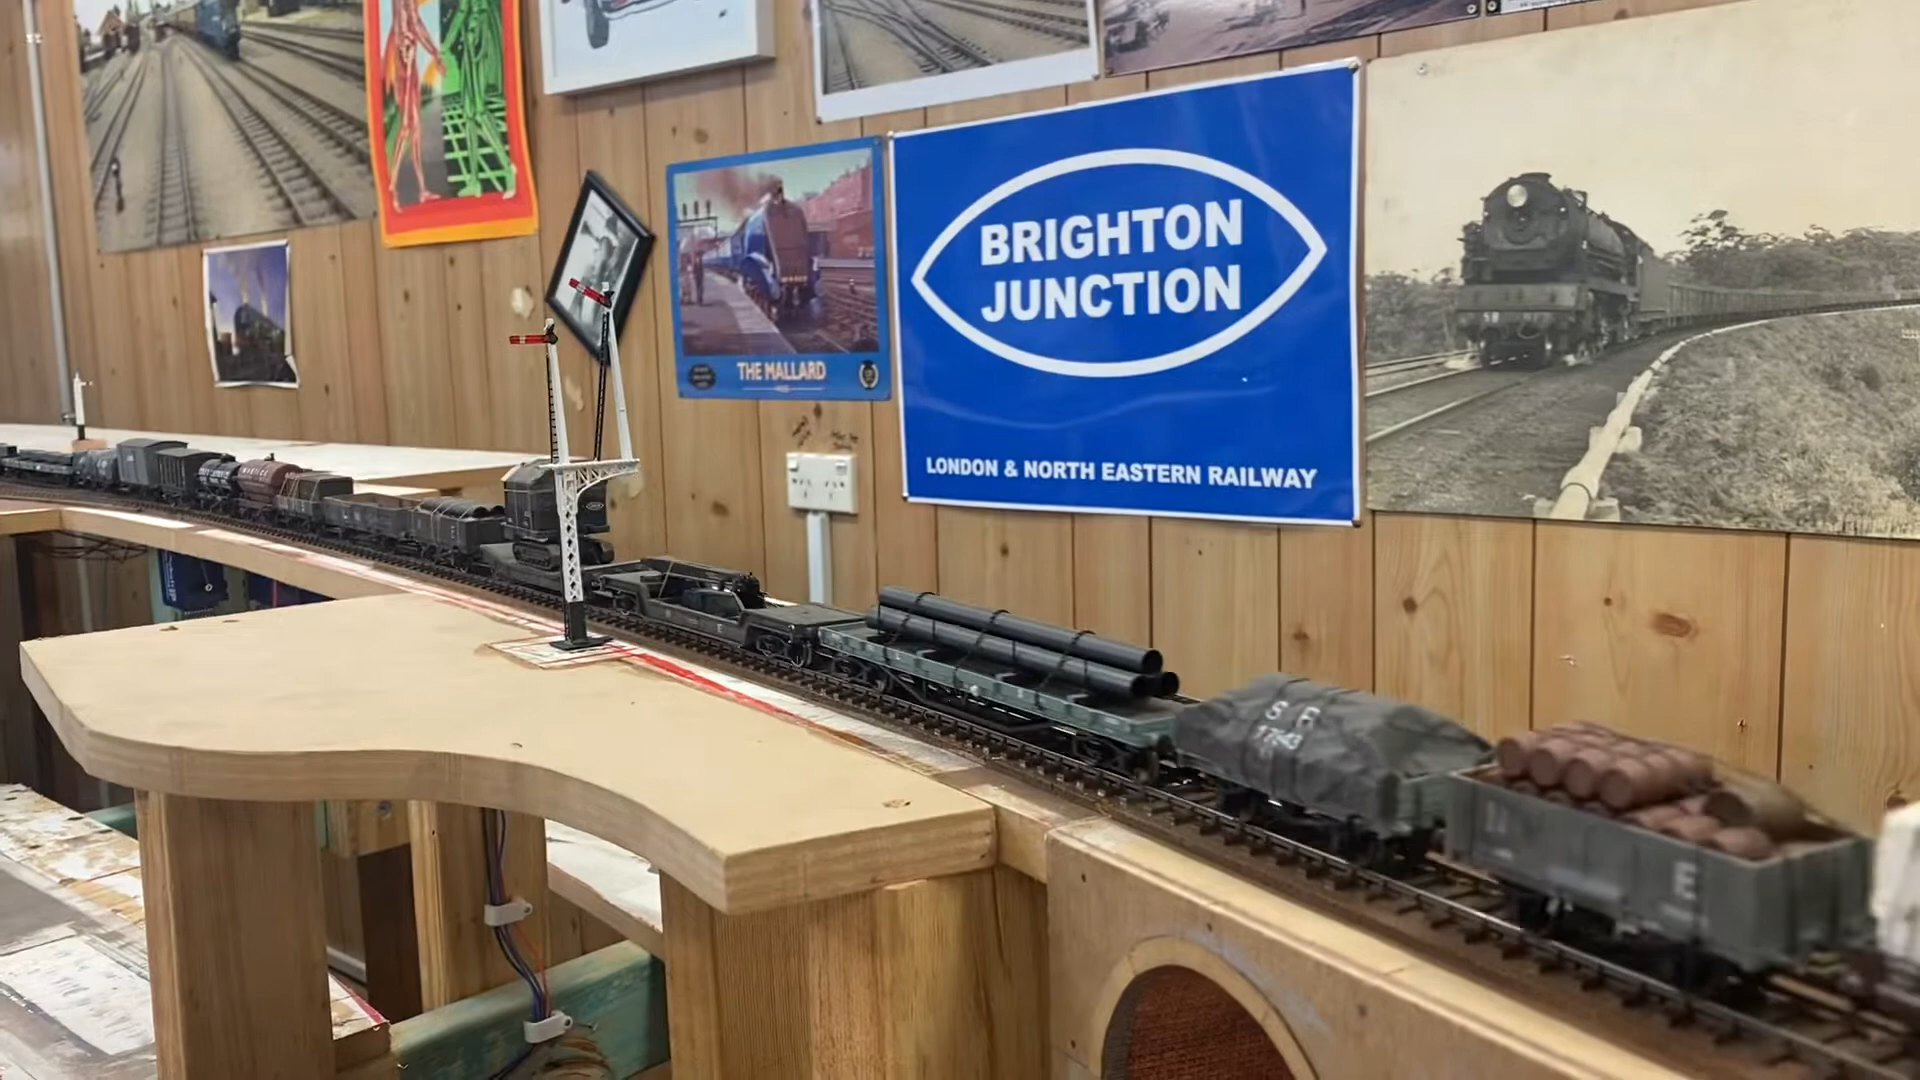 BRIGHTON
JUNCTION
LONDON & NORTH EASTERN RAILWAY
THE MALLARD
S R
E
E
E